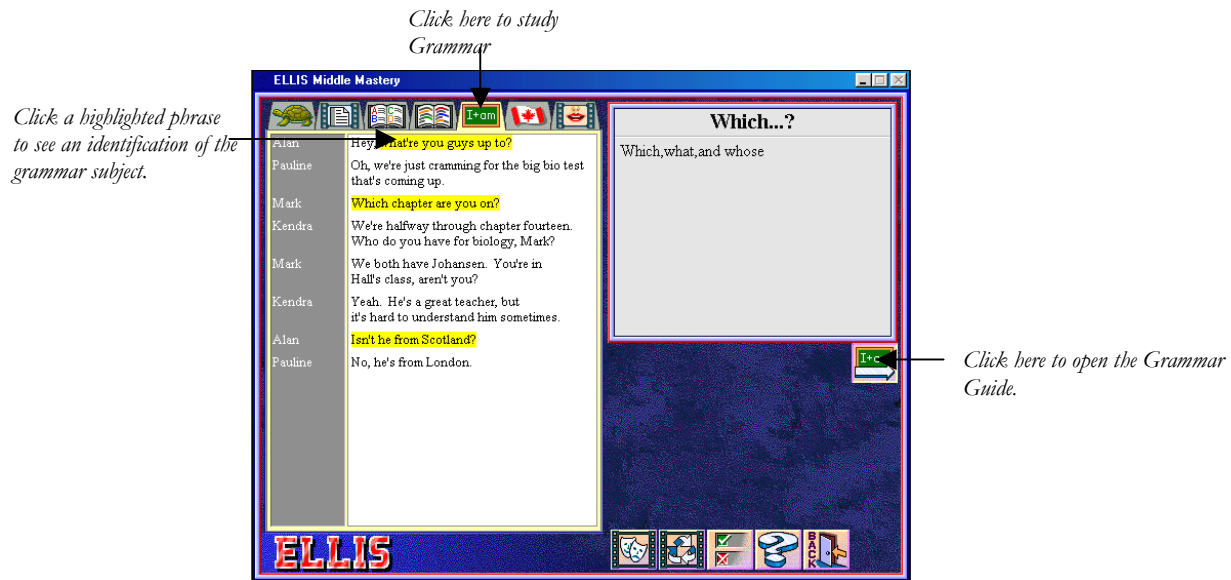 Click here to study
Grammar
ELLIS Middle Mastery
Click a highlighted phrase
to see an identification of the
grammar subject.
I+am
Alan Hey, what're you guys up to?
Pauline Oh, we're just cramming for the big bio test
that's coming up.
Mark Which chapter are you on?
Kendra We're halfway through chapter fourteen.
Who do you have for biology, Mark?
Mark We both have Johansen. You're in
Hall's class, aren't you?
Kendra Yeah. He's a great teacher, but
it's hard to understand him sometimes.
Alan Isn't he from Scotland?
Pauline No, he's from London.
Which...?
Which,what,and whose
Click here to open the Grammar
Guide.
ELLIS
BACK